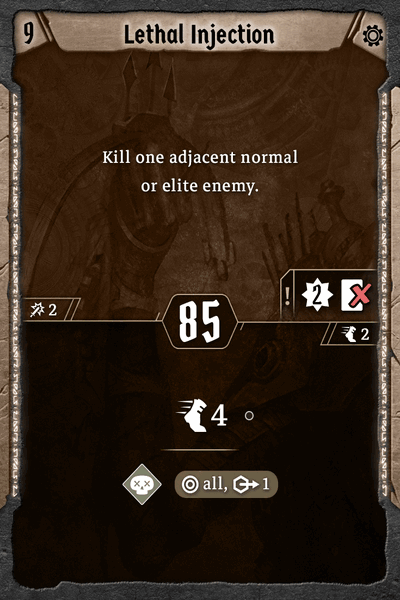 9 Lethal Injection
Kill one adjacent normal
or elite enemy.
! 2
2
85
2
4
all, 1